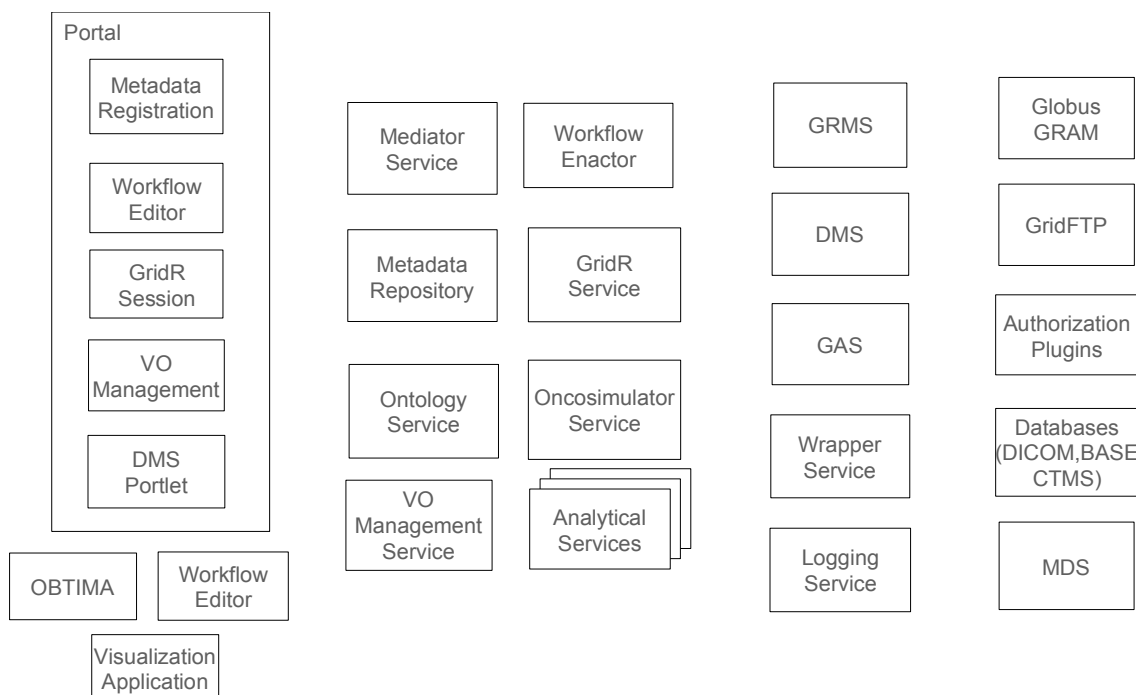 Portal
Metadata
Registration
Workflow
Editor
GridR
Session
VO
Management
DMS
Portlet
OBTIMA
Workflow
Editor
Visualization
Application
Mediator
Service
Workflow
Enactor
Metadada
Repository
GridR
Service
Ontology
Service
Oncosimulator
Service
VO
Management
Service
Analytical
Services
GRMS
DMS
GAS
Wrapper
Service
Logging
Service
Globus
GRAM
GridFTP
Authorization
Plugins
Databases
(DICOM,BASE
CTMS)
MDS